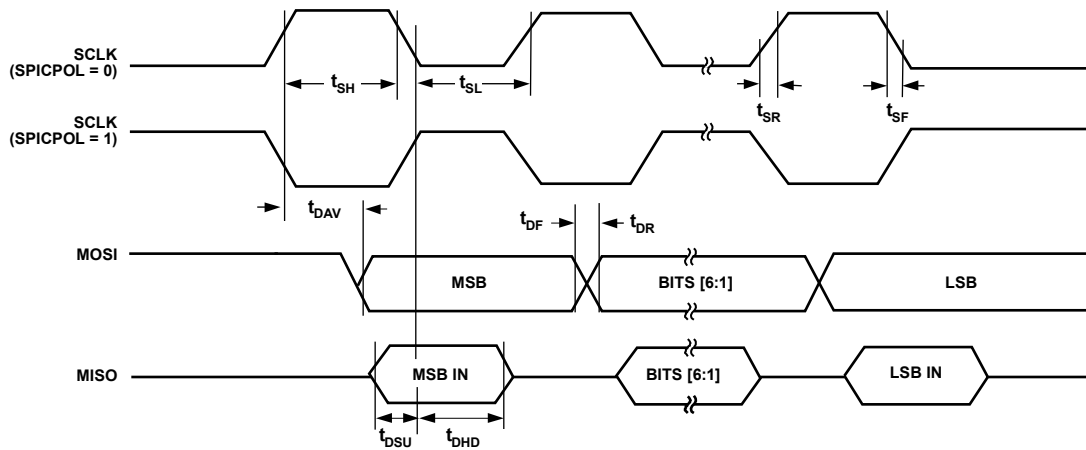 SCLK
(SPICPOL = 0)
tSH
tSL
tSR
tSF
SCLK
(SPICPOL = 1)
tDAV
tDF
tDR
MOSI
MSB
BITS [6:1]
LSB
MISO
MSB IN
BITS [6:1]
LSB IN
tDSU
tDHD